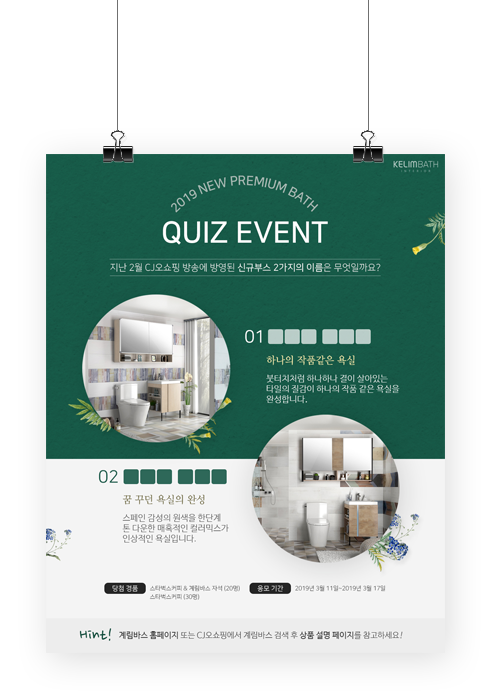 KELIMBATH
INTERIOR
2019 NEW PREMIUM BATH
QUIZ EVENT
지난 2월 CJ오쇼핑 방송에 방영된 신규부스 2가지의 이름은 무엇일까요?
01
하나의 작품같은 욕실
붓터치처럼 하나하나 결이 살아있는
타일의 질감이 하나의 작품 같은 욕실을
완성합니다.
02
꿈 꾸던 욕실의 완성
스페인 감성의 원색을 한단계
톤 다운한 매혹적인 컬러믹스가
인상적인 욕실입니다.
당첨 경품 스타벅스커피 & 계림바스 자석 (20명) 응모 기간 2019년 3월 11일~2019년 3월 17일
스타벅스커피 (30명)
Hint! 계림바스 홈페이지 또는 CJ오쇼핑에서 계림바스 검색 후 상품 설명 페이지를 참고하세요!